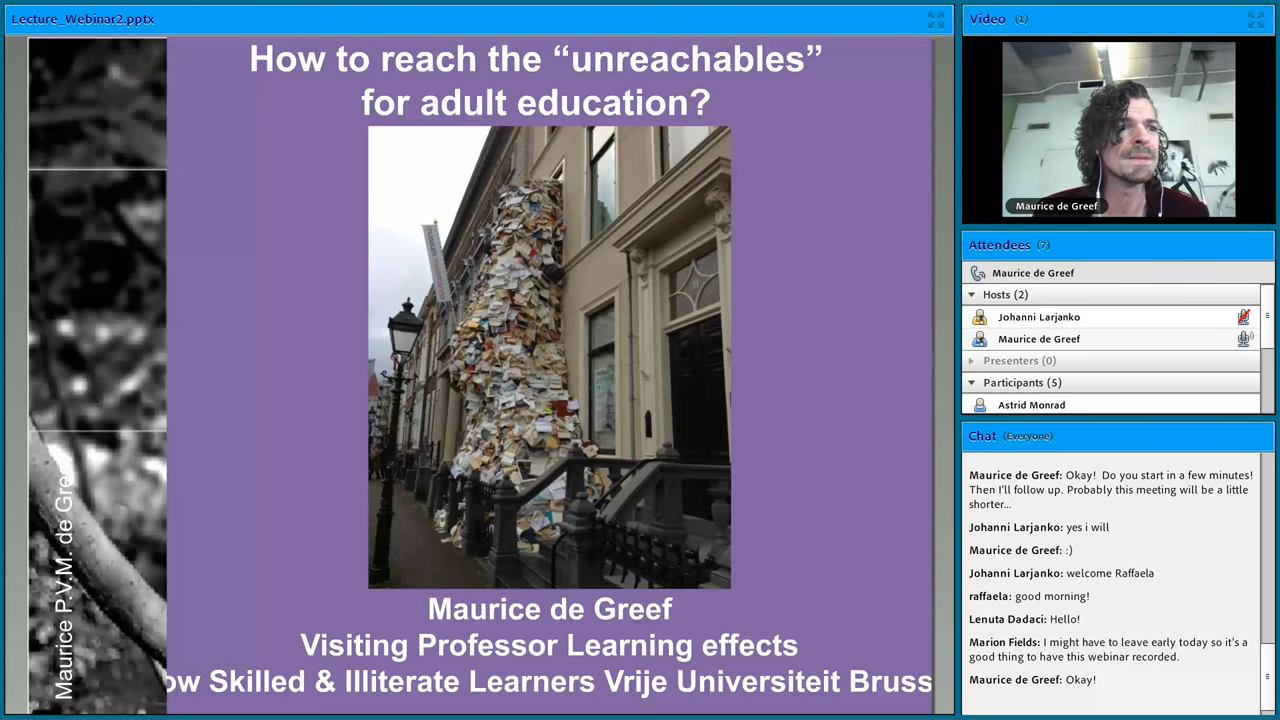 Lecture_Webinar2.pptx
How to reach the “unreachables”
for adult education?
Maurice de Greef
Visiting Professor Learning effects
ow Skilled & Illiterate Learners Vrije Universiteit Bruss
Maurice P.V.M. de Gree
Video (1)
Maurice de Greef
Attendees (7)
Maurice de Greef
Hosts (2)
Johanni Larjanko
Maurice de Greef
Presenters (0)
Participants (5)
Astrid Monrad
Chat (Everyone)
Maurice de Greef: Okay! Do you start in a few minutes!
Then I'll follow up. Probably this meeting will be a little
shorter...
Johanni Larjanko: yes i will
Maurice de Greef: :)
Johanni Larjanko: welcome Raffaela
raffaela: good morning!
Lenuta Dadaci: Hello!
Marion Fields: I might have to leave early today so it's a
good thing to have this webinar recorded.
Maurice de Greef: Okay!